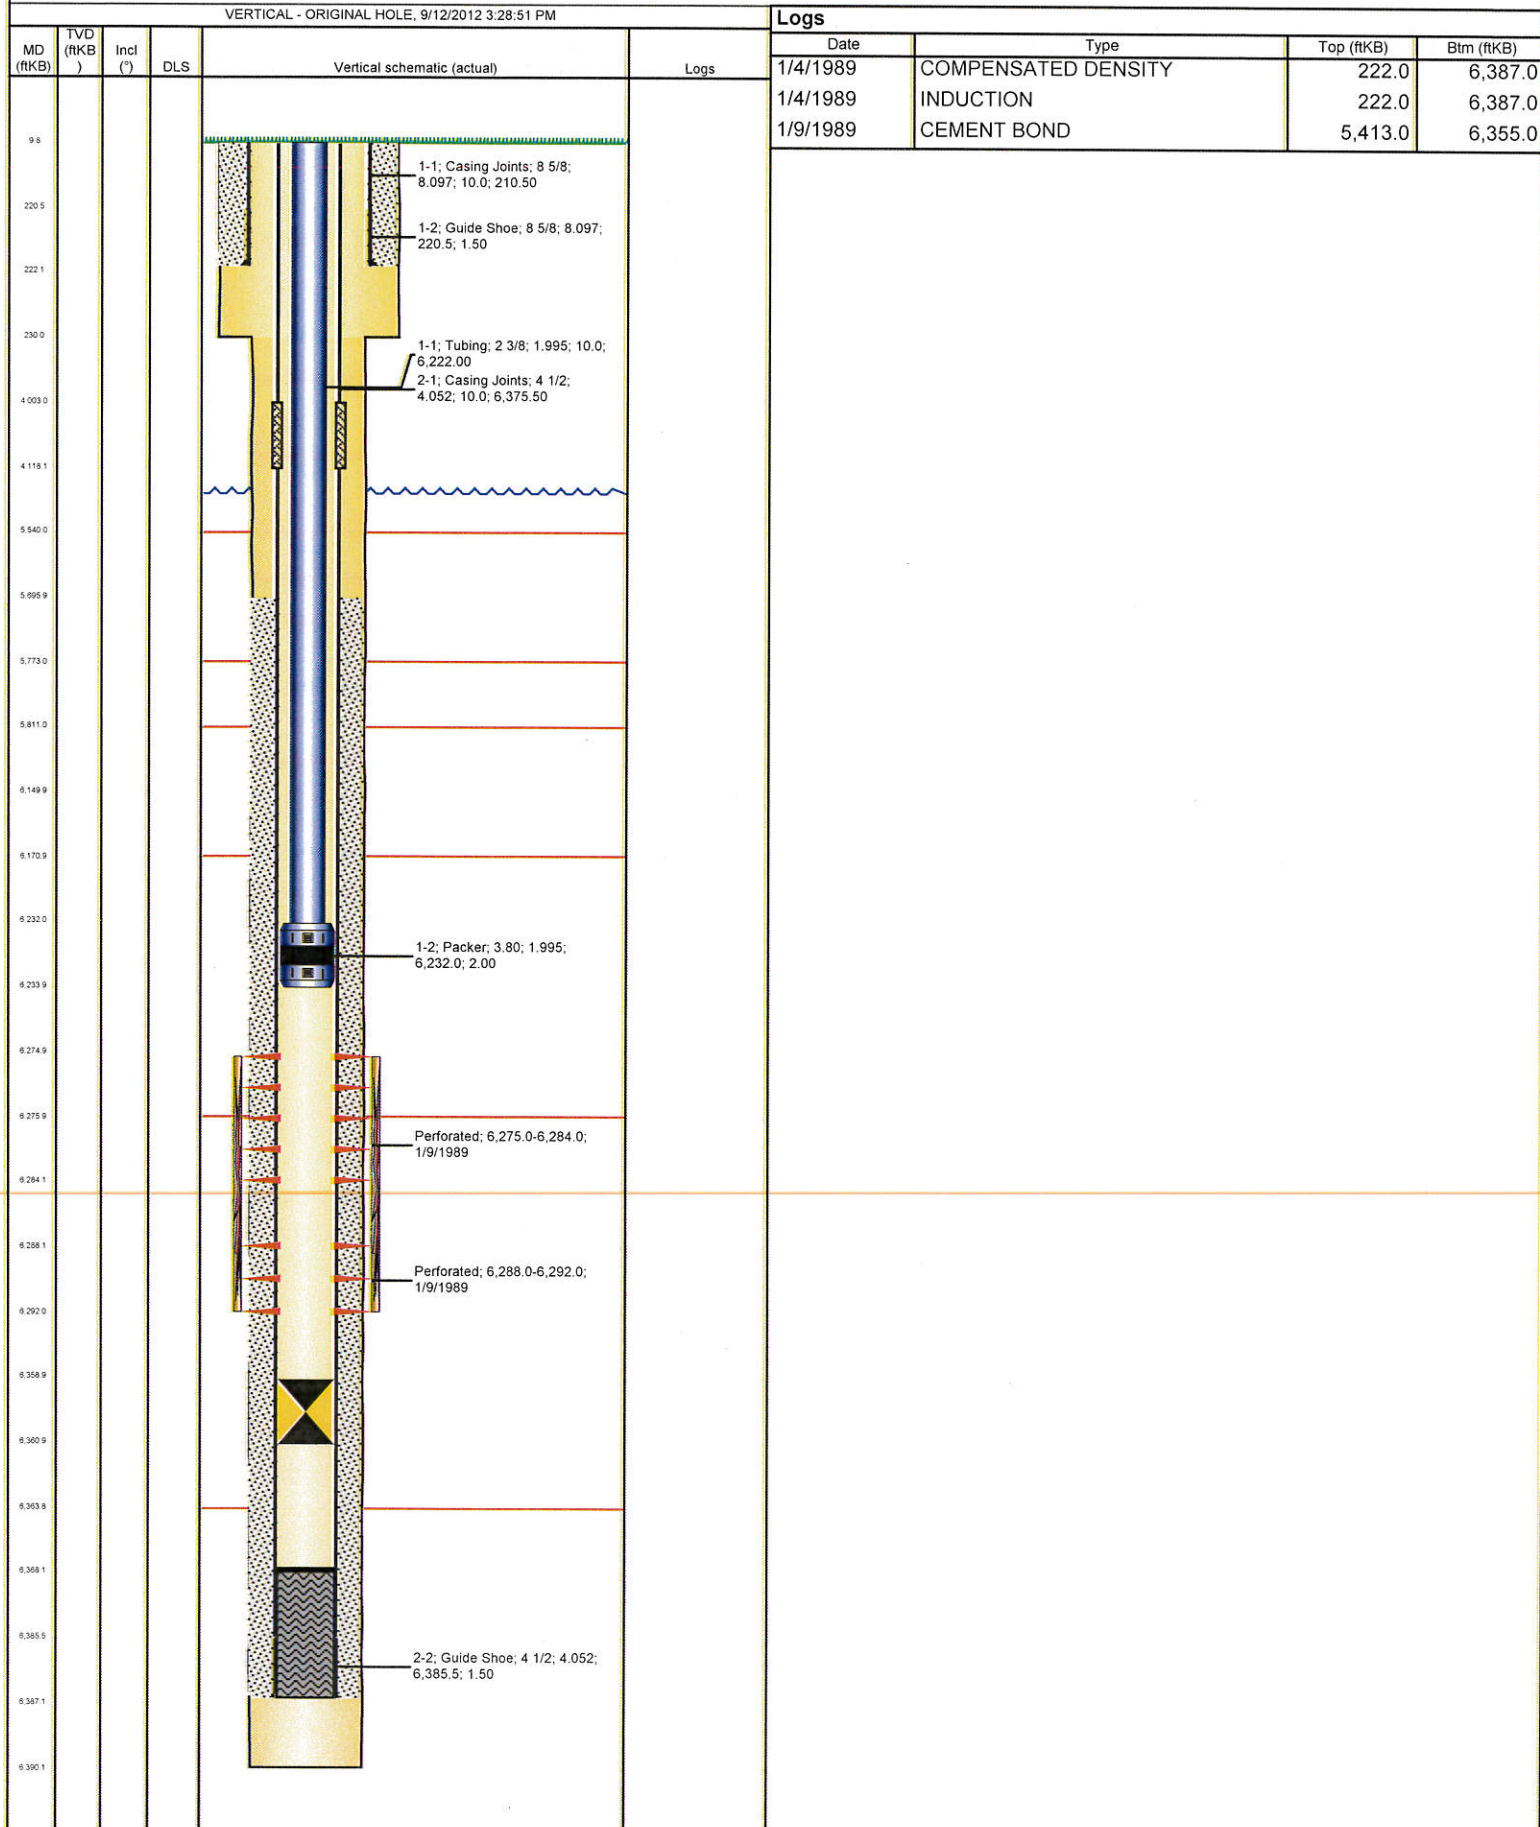 VERTICAL - ORIGINAL HOLE, 9/12/2012 3:28:51 PM
MD (ftKB)
TVD (ftKB )
Incl (°)
DLS
Vertical schematic (actual)
Logs
9.8
220.5
222.1
230.0
4,003.0
4,118.1
5,540.0
5,695.9
5,773.0
5,811.0
6,149.9
6,170.9
6,232.0
6,233.9
6,274.9
6,275.9
6,284.1
6,288.1
6,292.0
6,358.9
6,360.9
6,363.8
6,368.1
6,385.5
6,387.1
6,390.1
1-1; Casing Joints; 8 5/8;
8.097; 10.0; 210.50
1-2; Guide Shoe; 8 5/8; 8.097;
220.5; 1.50
1-1; Tubing; 2 3/8; 1.995; 10.0;
6,222.00
2-1; Casing Joints; 4 1/2;
4.052; 10.0; 6,375.50
1-2; Packer; 3.80; 1.995;
6,232.0; 2.00
Perforated; 6,275.0-6,284.0;
1/9/1989
Perforated; 6,288.0-6,292.0;
1/9/1989
2-2; Guide Shoe; 4 1/2; 4.052;
6,385.5; 1.50
Logs
Date Type Top (ftKB) Btm (ftKB)
1/4/1989 COMPENSATED DENSITY 222.0 6,387.0
1/4/1989 INDUCTION 222.0 6,387.0
1/9/1989 CEMENT BOND 5,413.0 6,355.0